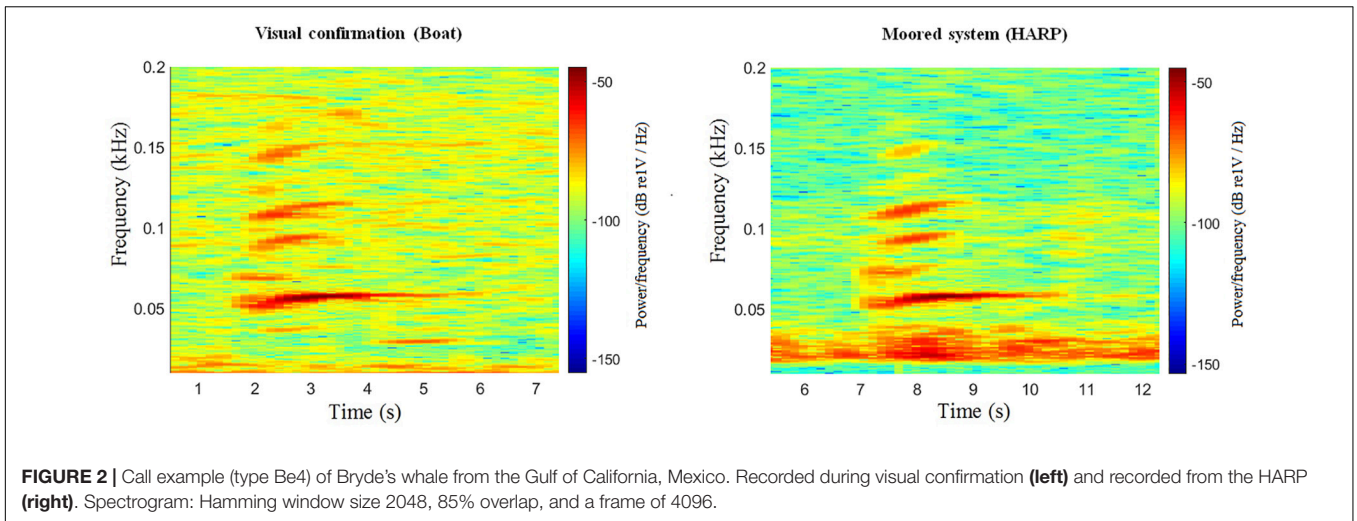 Visual confirmation (Boat)
0.2
0.15
0.1
0.05
Frequency (kHz)
1 2 3 4 5 6 7
Time (s)
-50
-100
-150
Power/frequency (dB re1V / Hz)
Moored system (HARP)
0.2
0.15
0.1
0.05
Frequency (kHz)
6 7 8 9 10 11 12
Time (s)
-50
-100
-150
Power/frequency (dB re1V / Hz)
FIGURE 2 | Call example (type Be4) of Bryde's whale from the Gulf of California, Mexico. Recorded during visual confirmation (left) and recorded from the HARP
(right). Spectrogram: Hamming window size 2048, 85% overlap, and a frame of 4096.